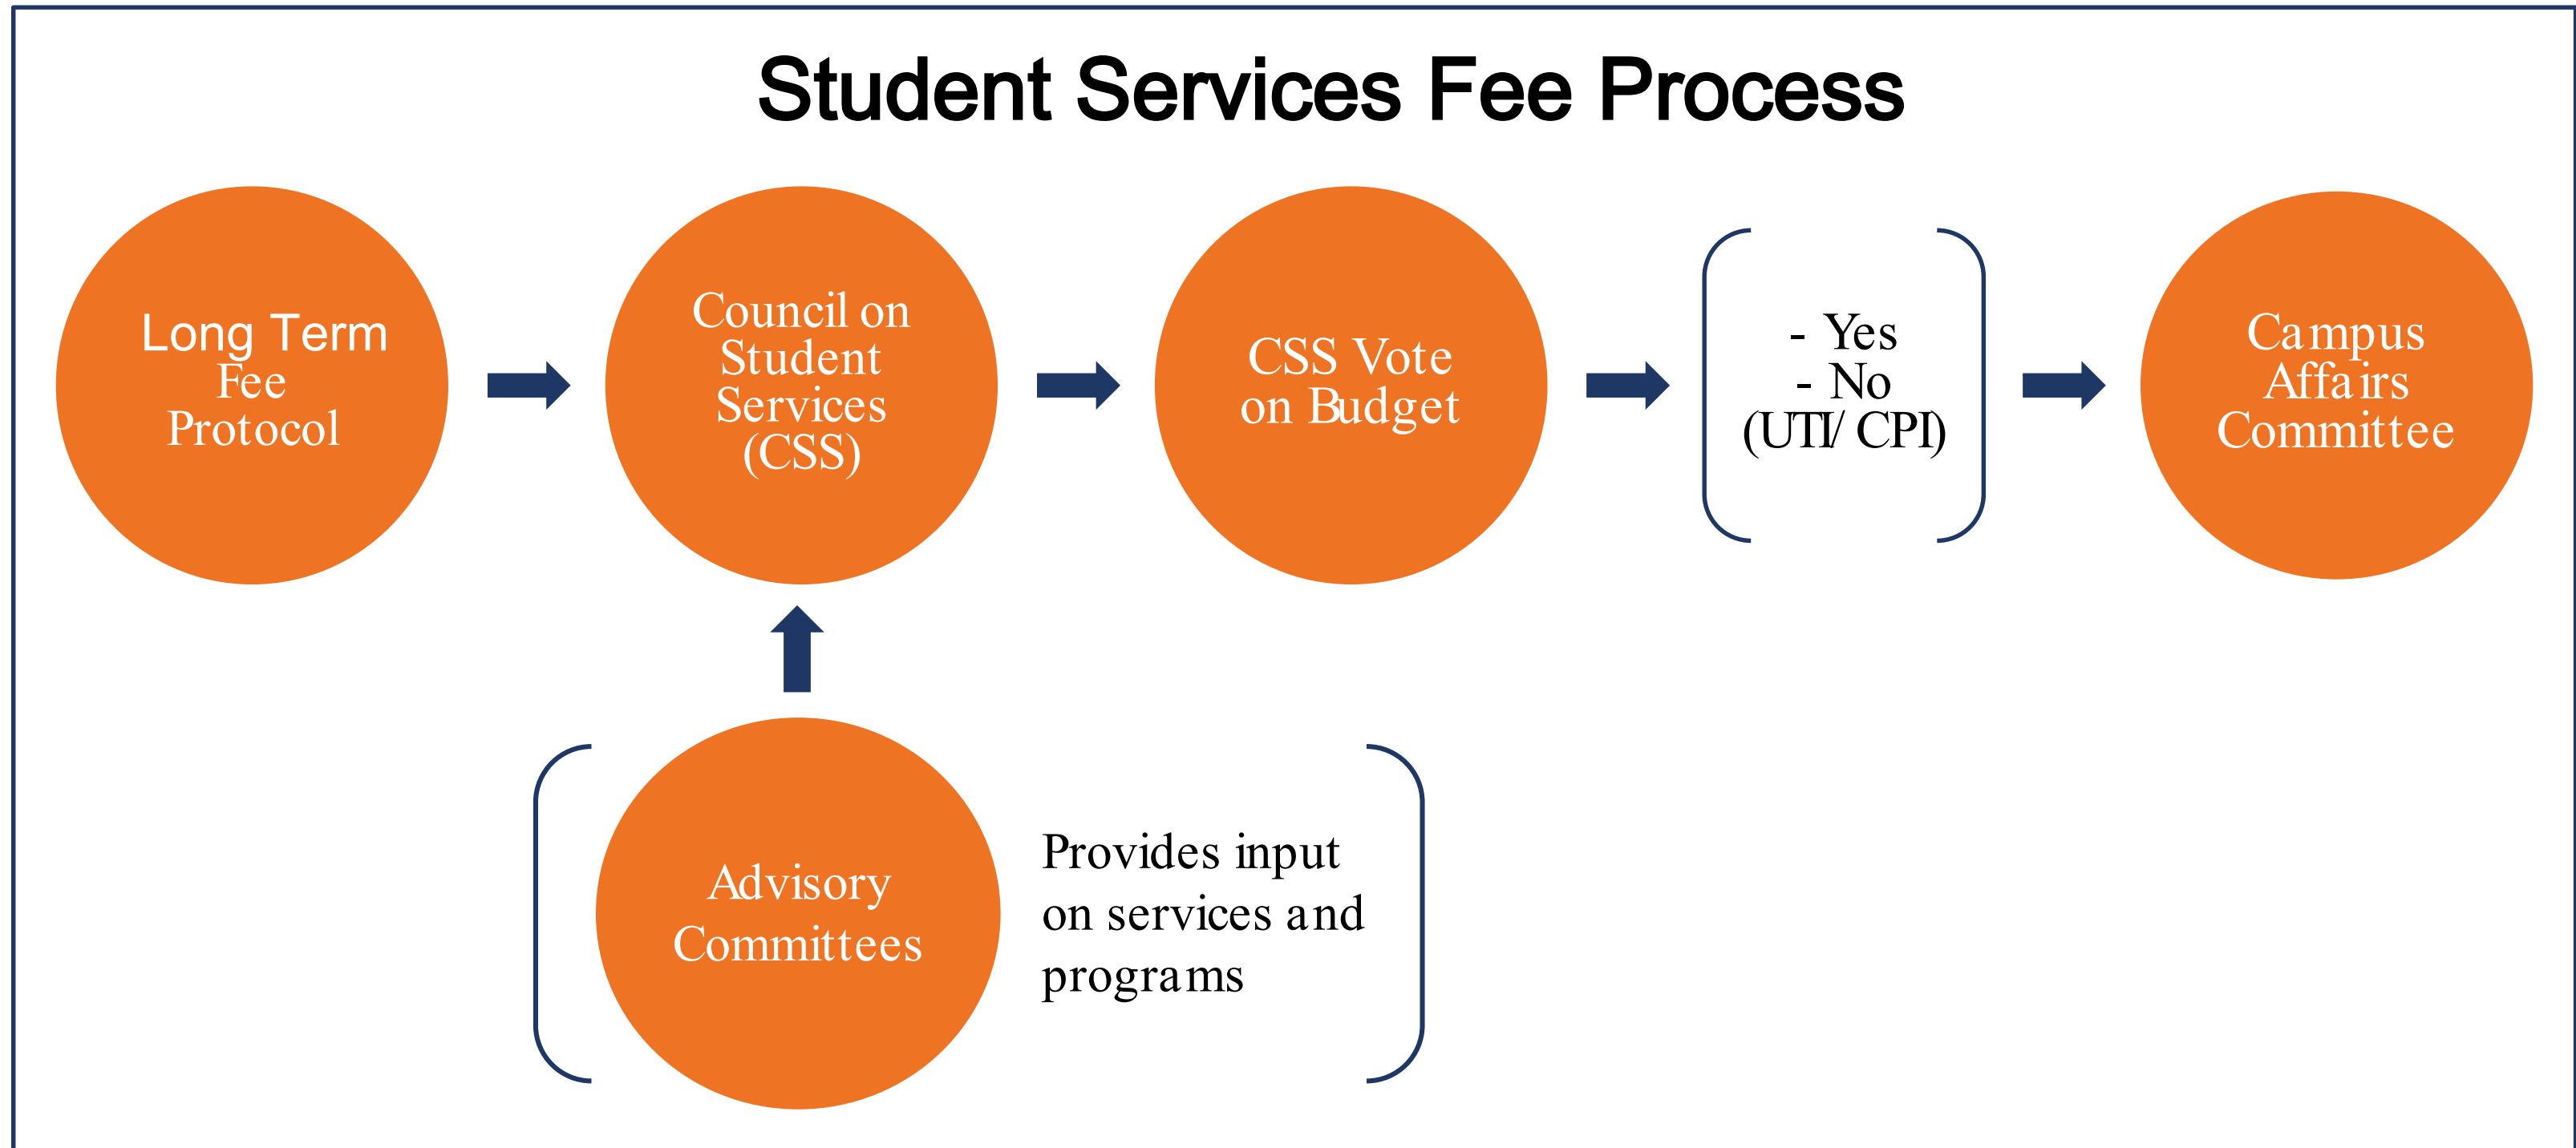 Student Services Fee Process
Long Term
Fee
Protocol
Council on
Student
Services
(CSS)
CSS Vote
on Budget
- Yes
- No
(UTI/ CPI)
Campus
Affairs
Committee
Advisory
Committees
Provides input
on services and
programs